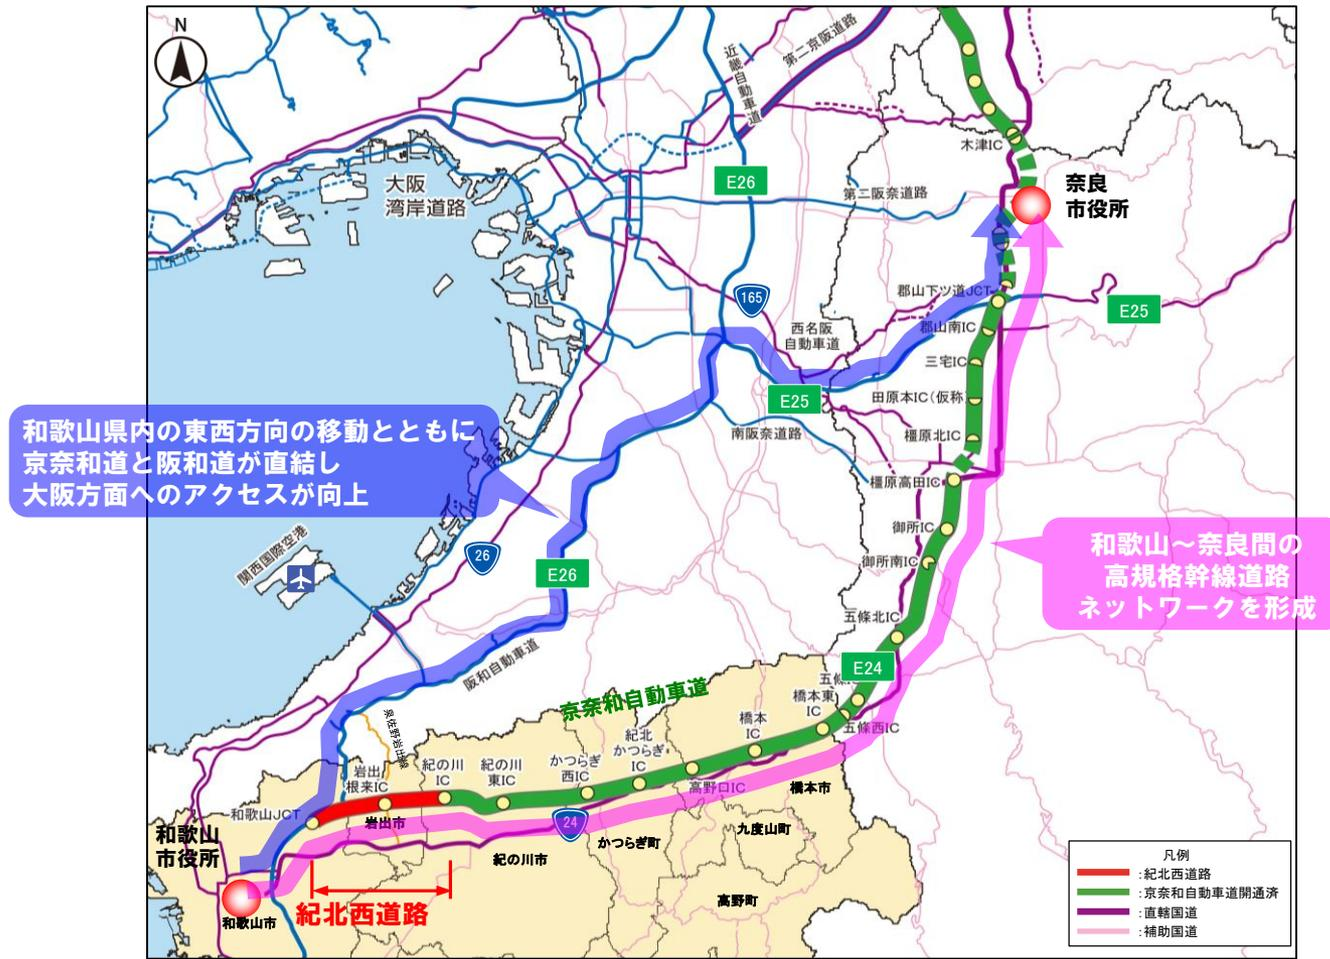 N
第二京阪道路
近畿自動車道
木津IC
大阪
湾岸道路
E26
第二阪奈道路
奈良
市役所
165
郡山下ツ道JCT
E25
西名阪
自動車道
郡山南IC
三宅IC
E25
田原本IC(仮称
南阪奈道路
橿原北IC
和歌山県内の東西方向の移動とともに
京奈和道と阪和道が直結し
大阪方面へのアクセスが向上
橿原高田IC
26
御所IC
御所南IC
関西国際空港
E26
和歌山~奈良間の
高規格幹線道路
ネットワークを形成
五條北IC
阪和自動車道
E24
京奈和自動車道
五條IC
橋本東
IC
五條西IC
橋本
IC
紀北
かつらぎ
IC
かつらぎ
西IC
紀の川
東IC
紀の川
IC
岩出
根来IC
泉佐野岩出線
高野口IC
橋本市
和歌山JCT
岩出市
24
九度山町
かつらぎ町
和歌山
市役所
紀の川市
高野町
和歌山市
紀北西道路
凡例
:紀北西道路
:京奈和自動車道開通済
:直轄国道
:補助国道